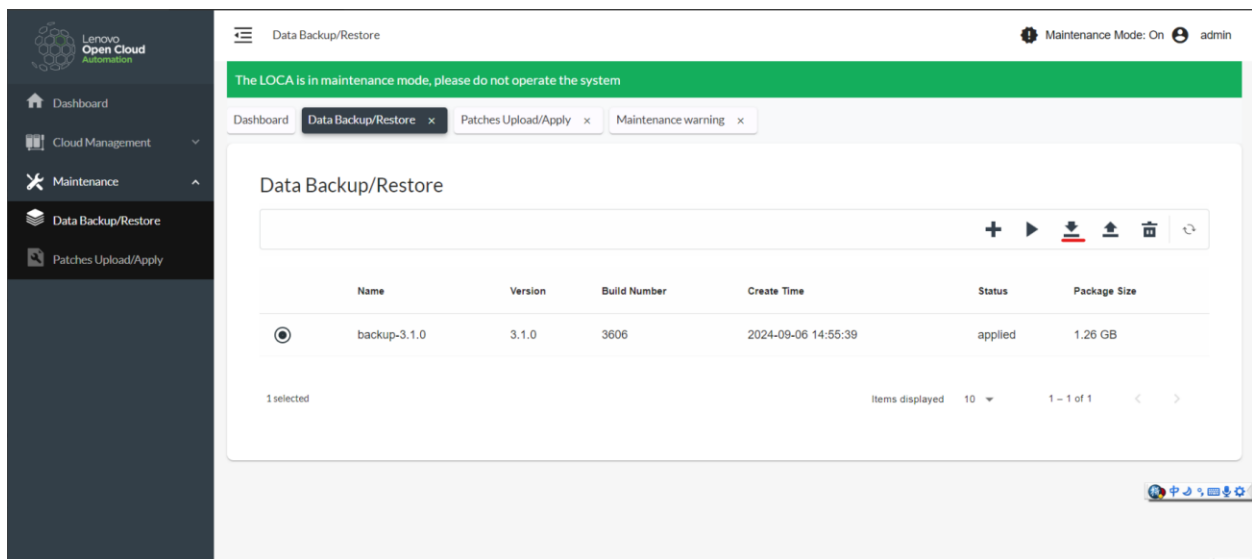 Lenovo
Open Cloud
Automation
Data Backup/Restore
Maintenance Mode: On
admin
The LOCA is in maintenance mode, please do not operate the system
Dashboard
Cloud Management
Maintenance
Data Backup/Restore
Patches Upload/Apply
Dashboard
Data Backup/Restore ×
Patches Upload/Apply ×
Maintenance warning ×
Data Backup/Restore
Name Version Build Number Create Time Status Package Size
backup-3.1.0 3.1.0 3606 2024-09-06 14:55:39 applied 1.26 GB
1 selected
Items displayed 10
1 – 1 of 1
中